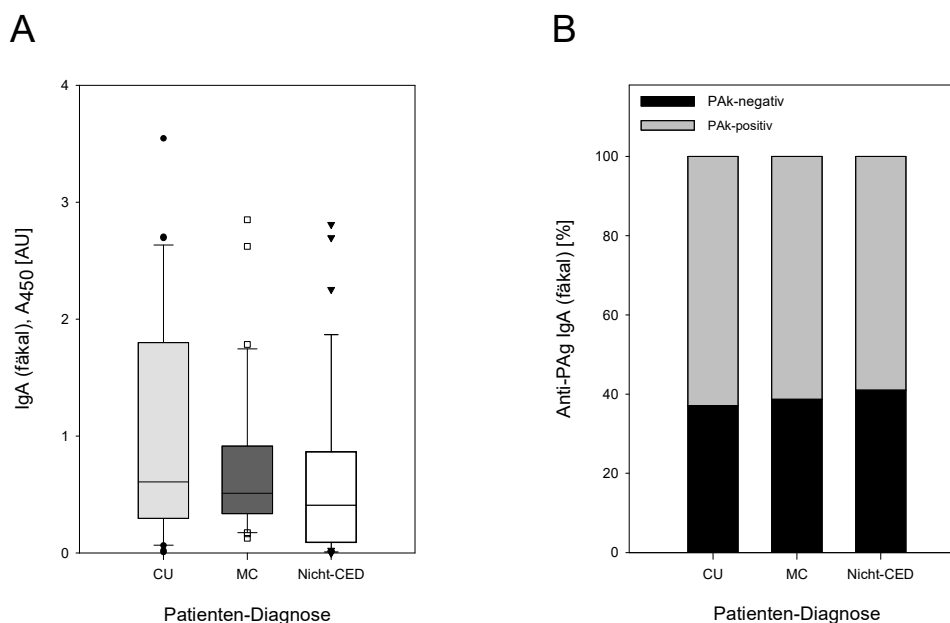 A
IgA (fäkal), A450 [AU]
4
3
2
1
0
CU
MC
Nicht-CED
Patienten-Diagnose
B
PAk-negativ
PAk-positiv
Anti-PAg IgA (fäkal) [%]
100
80
60
40
20
0
CU
MC
Nicht-CED
Patienten-Diagnose